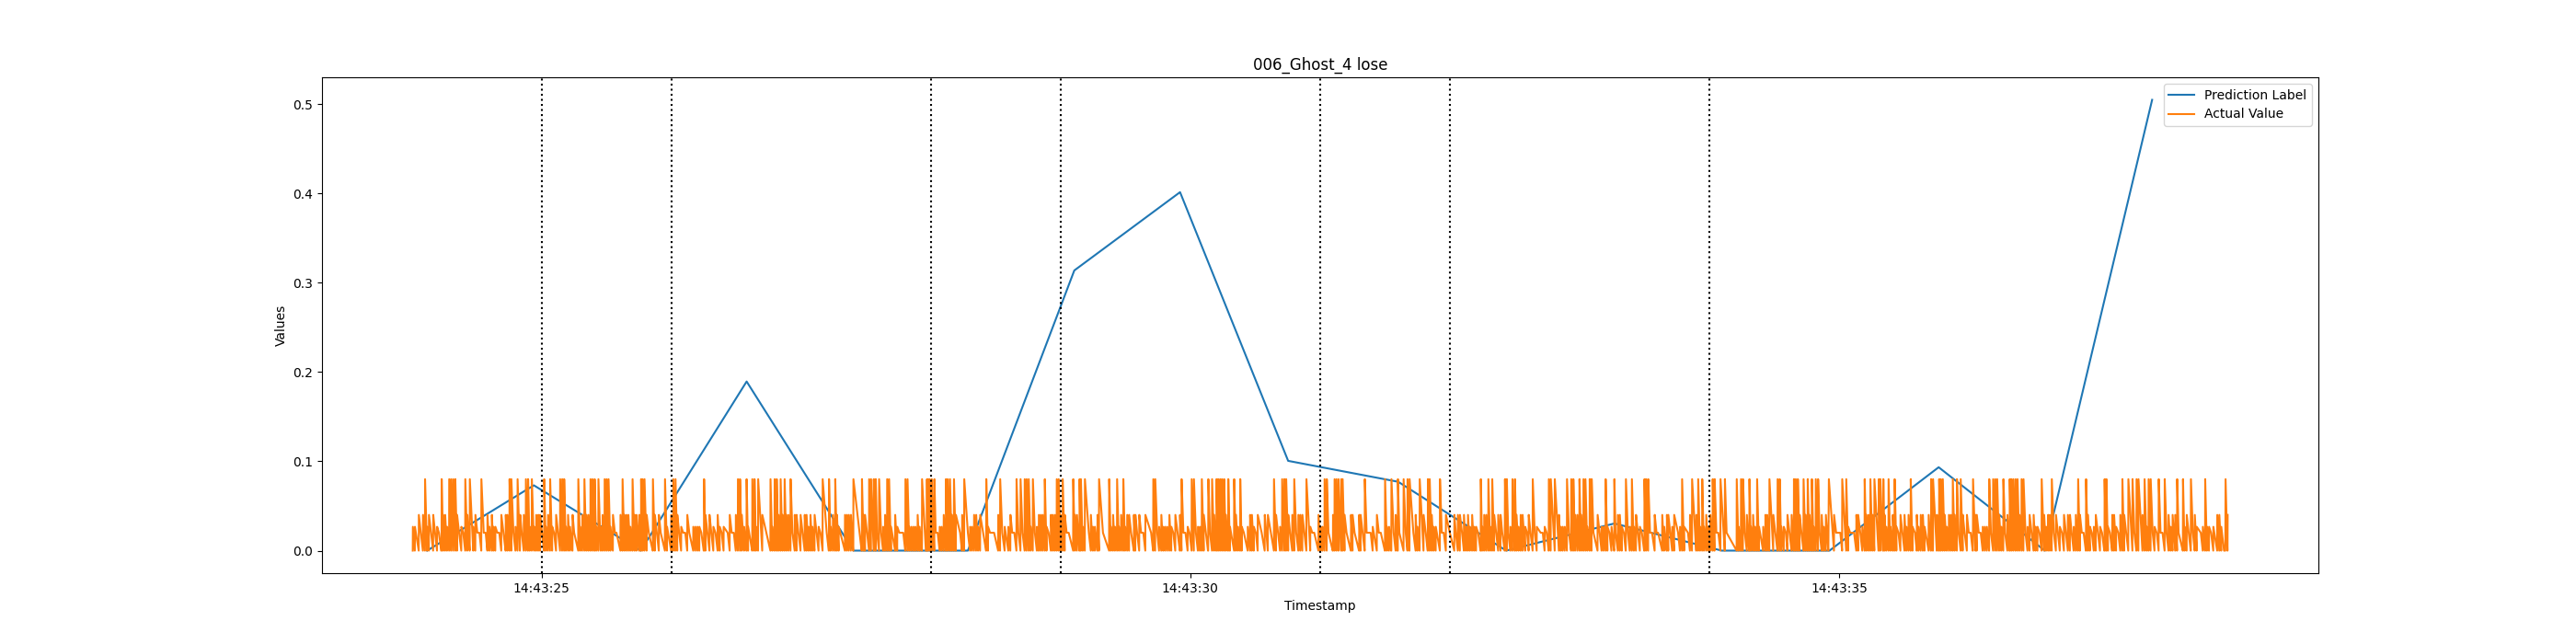 006_Ghost_4 lose
Prediction Label
Actual Value
0.5
0.4
0.3
0.2
0.1
0.0
Values
14:43:25
14:43:30
14:43:35
Timestamp